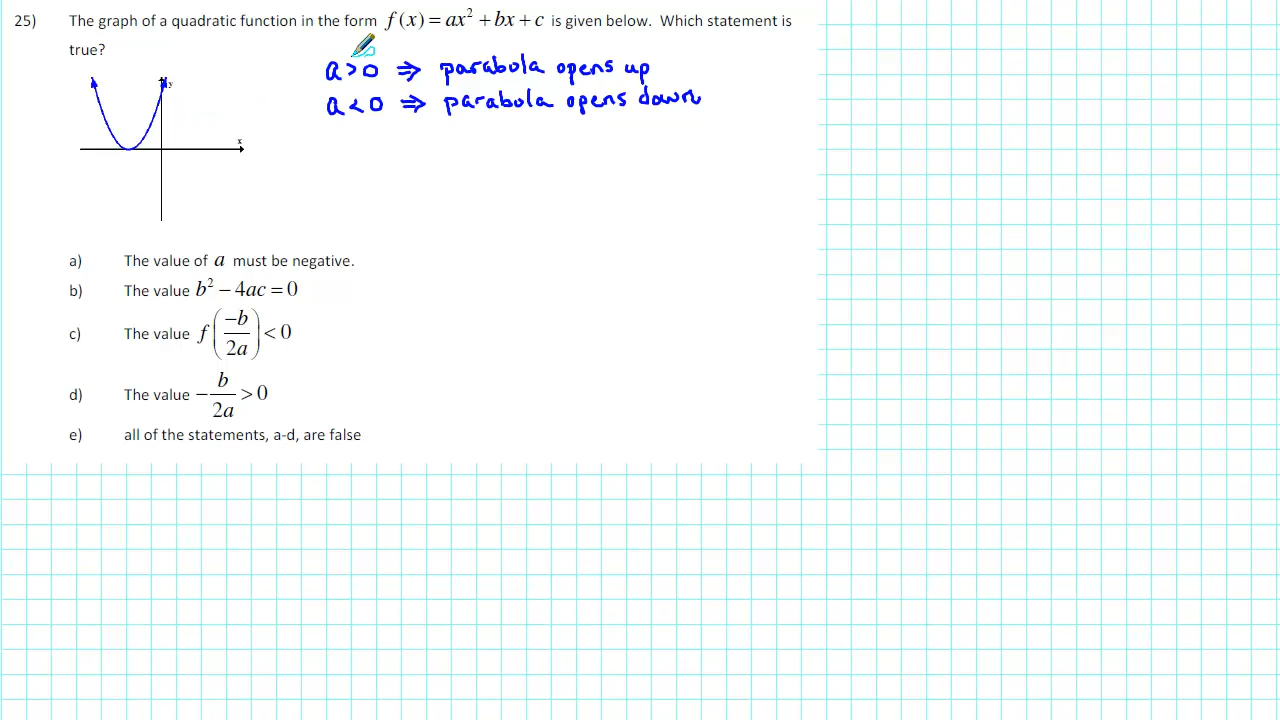 25) The graph of a quadratic function in the form f(x) = ax² + bx + c is given below. Which statement is
true?
a > 0 ⇒ parabola opens up
a < 0 ⇒ parabola opens down
y
x
a) The value of a must be negative.
b) The value b² − 4ac = 0
c) The value f(−b/2a) < 0
d) The value −b/2a > 0
e) all of the statements, a-d, are false